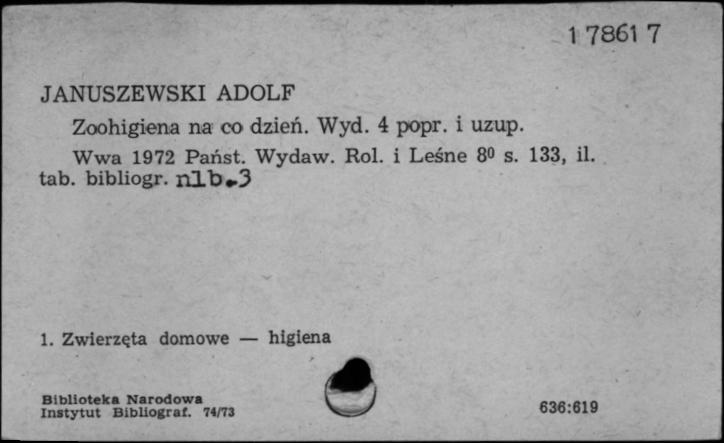 1 7861 7
JANUSZEWSKI ADOLF
Zoohigiena na co dzień. Wyd. 4 popr. i uzup.
Wwa 1972 Państ. Wydaw. Rol. i Leśne 8⁰ s. 133, il.
tab. bibliogr. nlb.3
1. Zwierzęta domowe — higiena
Biblioteka Narodowa
Instytut Bibliograf. 74/73
636:619